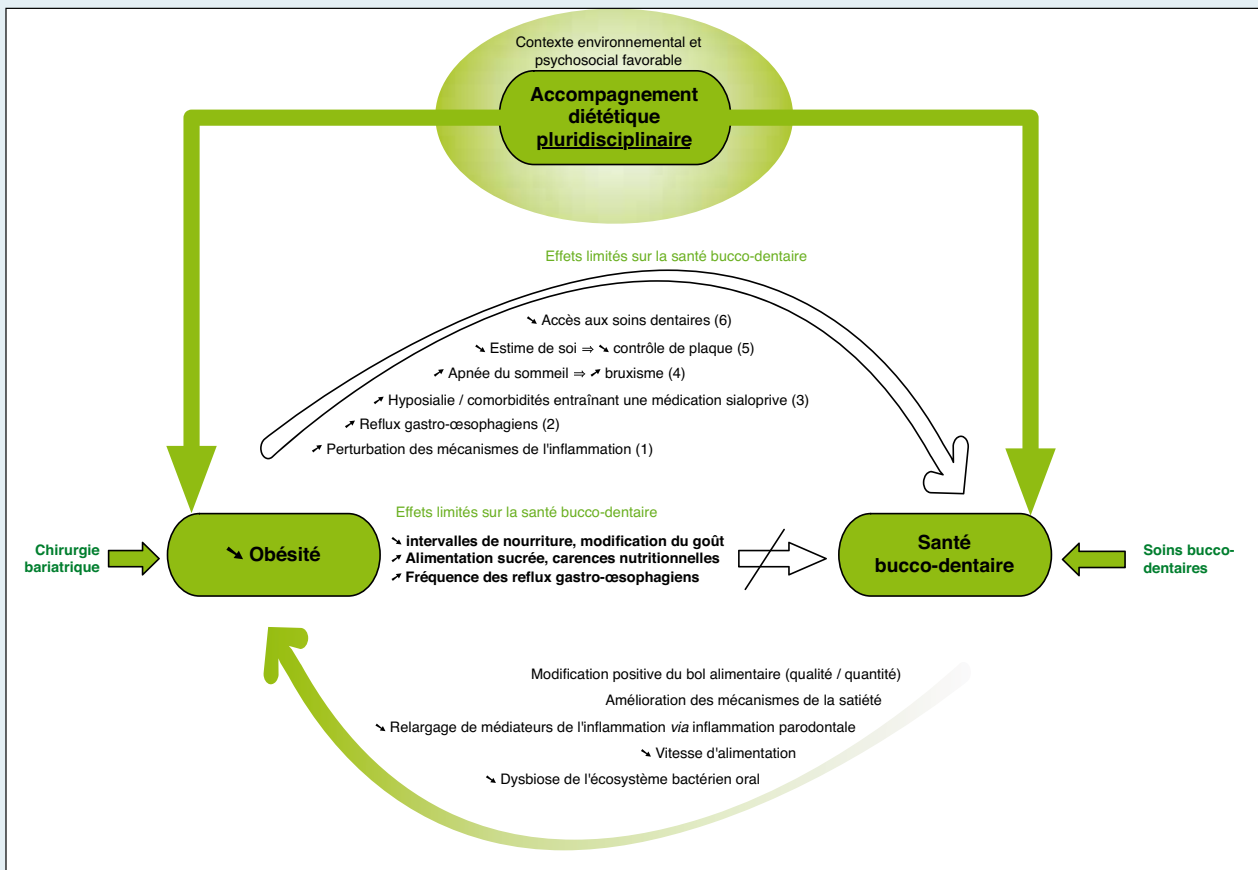 Contexte environnemental et
psychosocial favorable
Accompagnement
diététique
pluridisciplinaire
Effets limités sur la santé bucco-dentaire
➘ Accès aux soins dentaires (6)
➘ Estime de soi ⇒ ➘ contrôle de plaque (5)
➚ Apnée du sommeil ⇒ ➚ bruxisme (4)
➚ Hyposialie / comorbidités entraînant une médication sialoprive (3)
➚ Reflux gastro-œsophagiens (2)
➚ Perturbation des mécanismes de l'inflammation (1)
Chirurgie
bariatrique
➘ Obésité
Effets limités sur la santé bucco-dentaire
➘ intervalles de nourriture, modification du goût
➚ Alimentation sucrée, carences nutritionnelles
➚ Fréquence des reflux gastro-œsophagiens
Santé
bucco-dentaire
Soins bucco-
dentaires
Modification positive du bol alimentaire (qualité / quantité)
Amélioration des mécanismes de la satiété
➘ Relargage de médiateurs de l'inflammation via inflammation parodontale
➘ Vitesse d'alimentation
➘ Dysbiose de l'écosystème bactérien oral